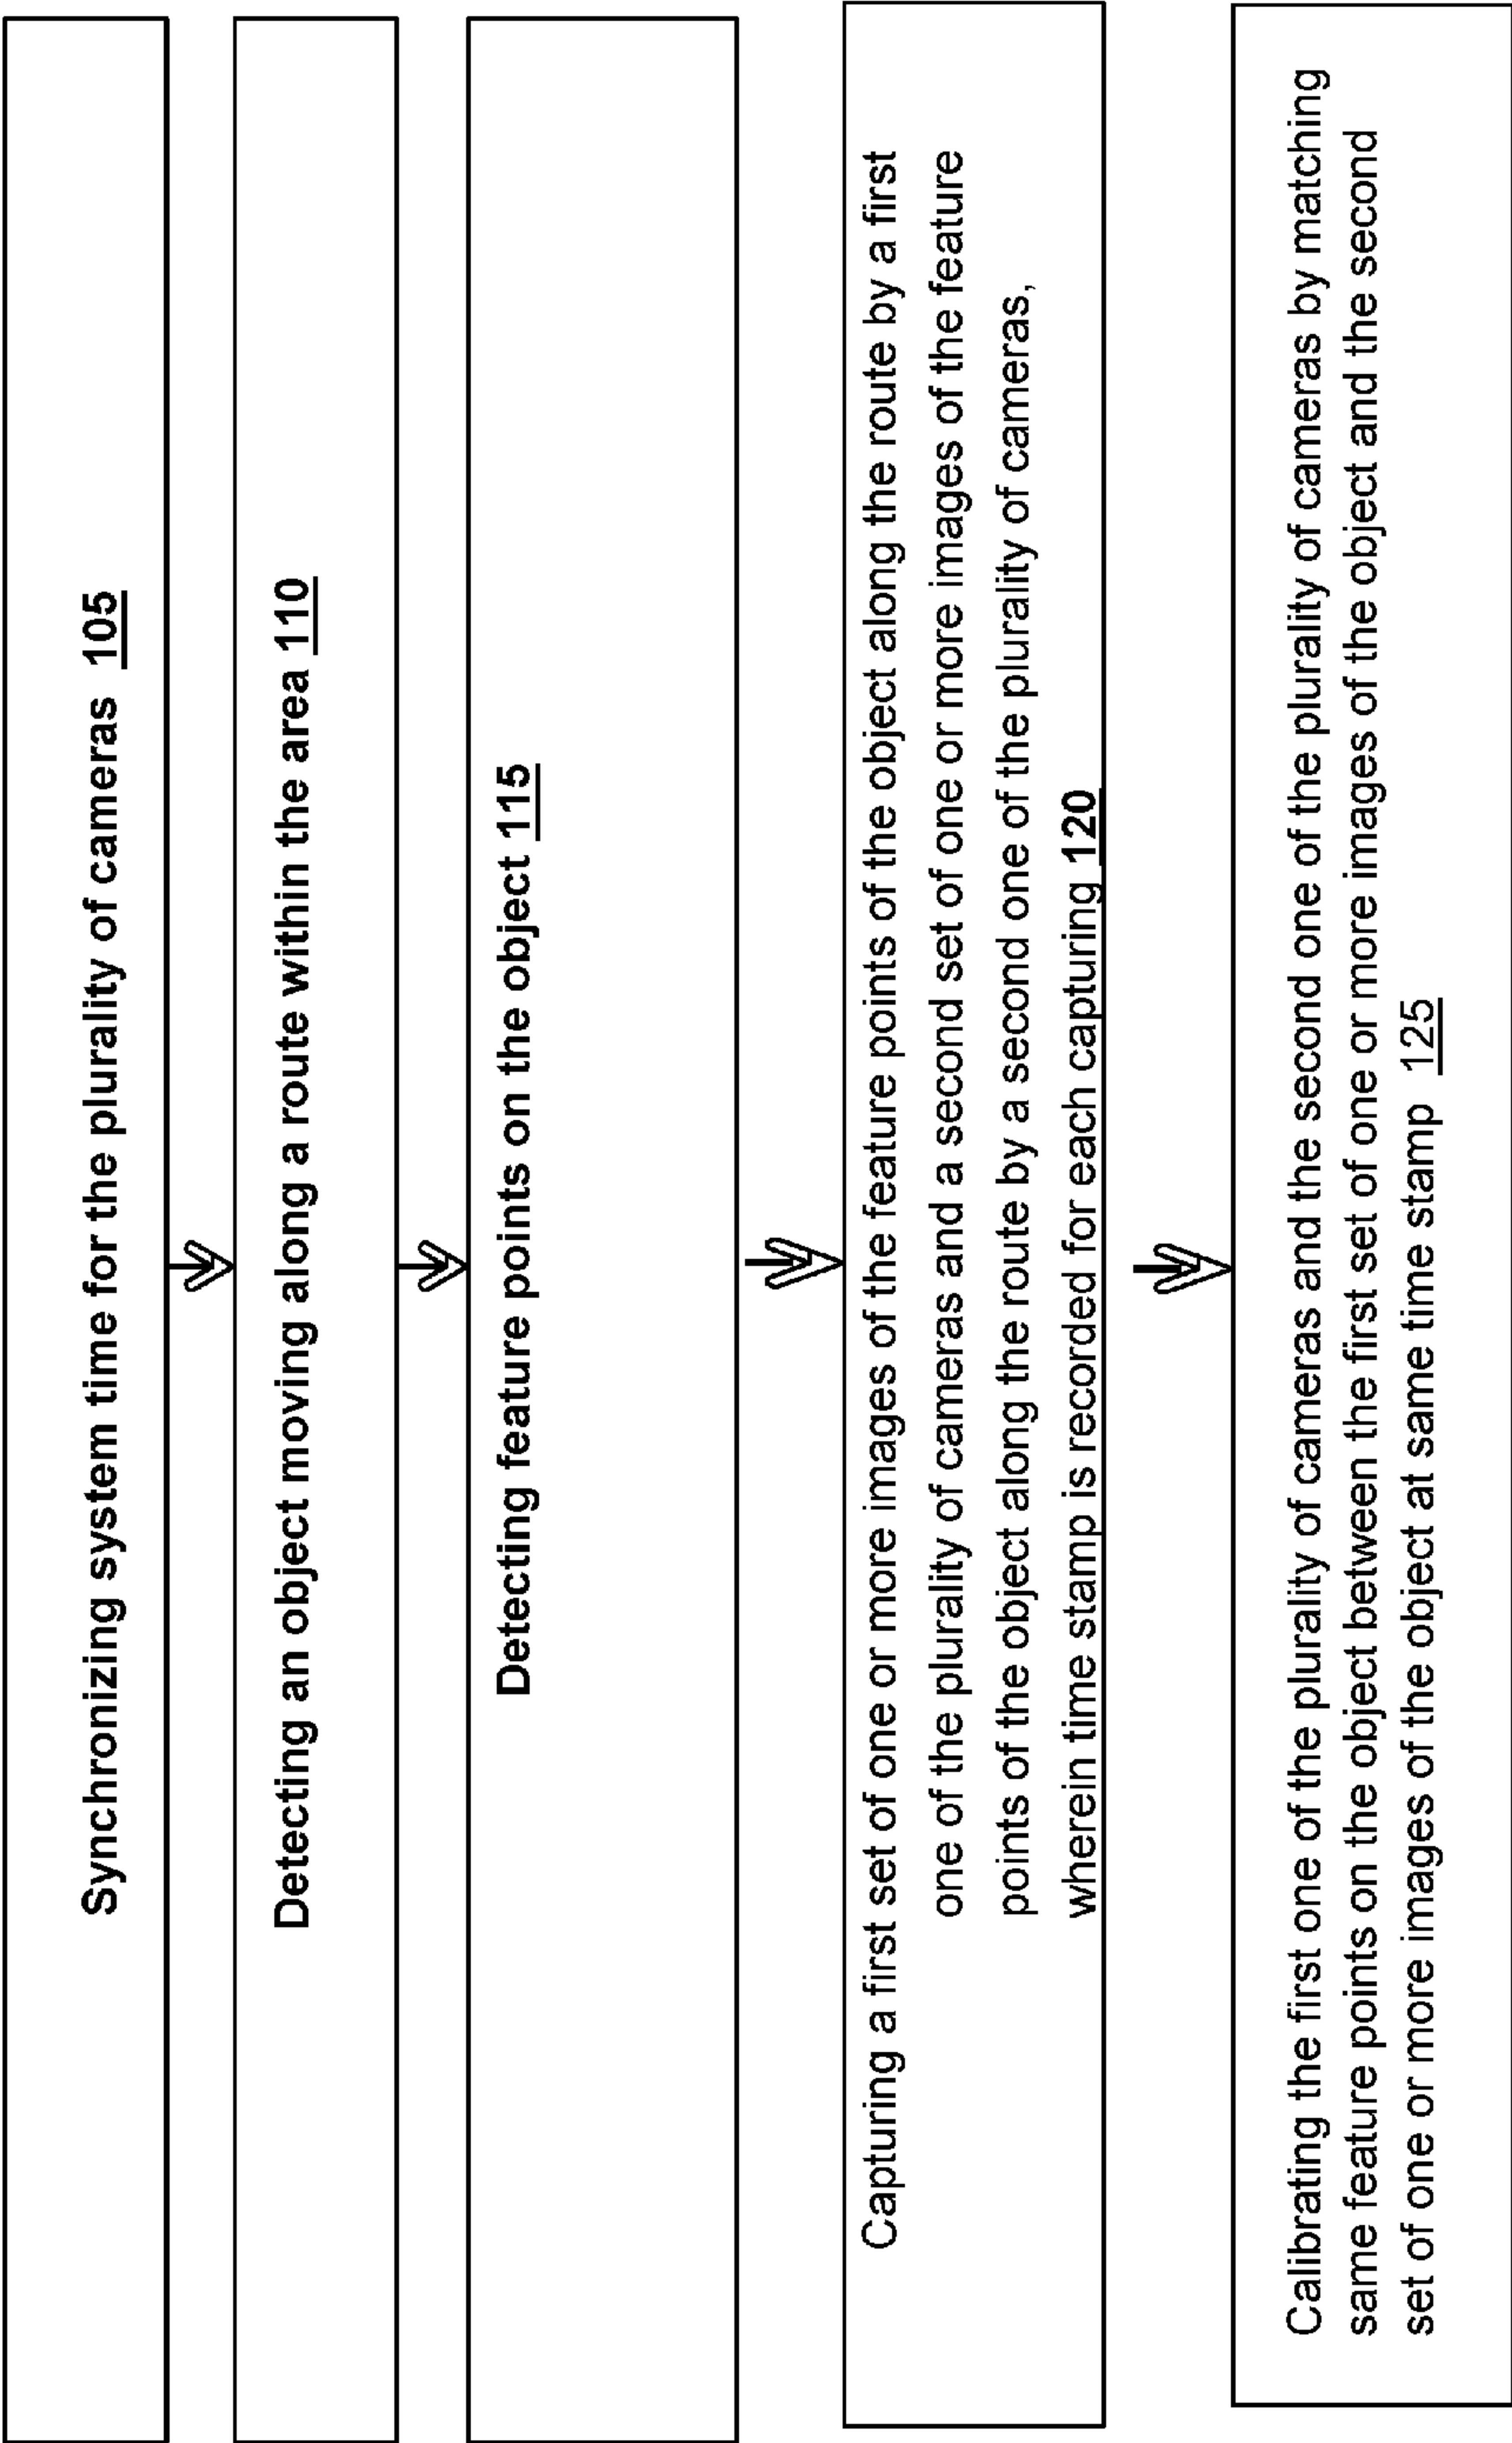 Synchronizing system time for the plurality of cameras 105
Detecting an object moving along a route within the area 110
Detecting feature points on the object 115
Capturing a first set of one or more images of the feature points of the object along the route by a first
one of the plurality of cameras and a second set of one or more images of the feature
points of the object along the route by a second one of the plurality of cameras,
wherein time stamp is recorded for each capturing 120
Calibrating the first one of the plurality of cameras and the second one of the plurality of cameras by matching
same feature points on the object between the first set of one or more images of the object and the second
set of one or more images of the object at same time stamp 125